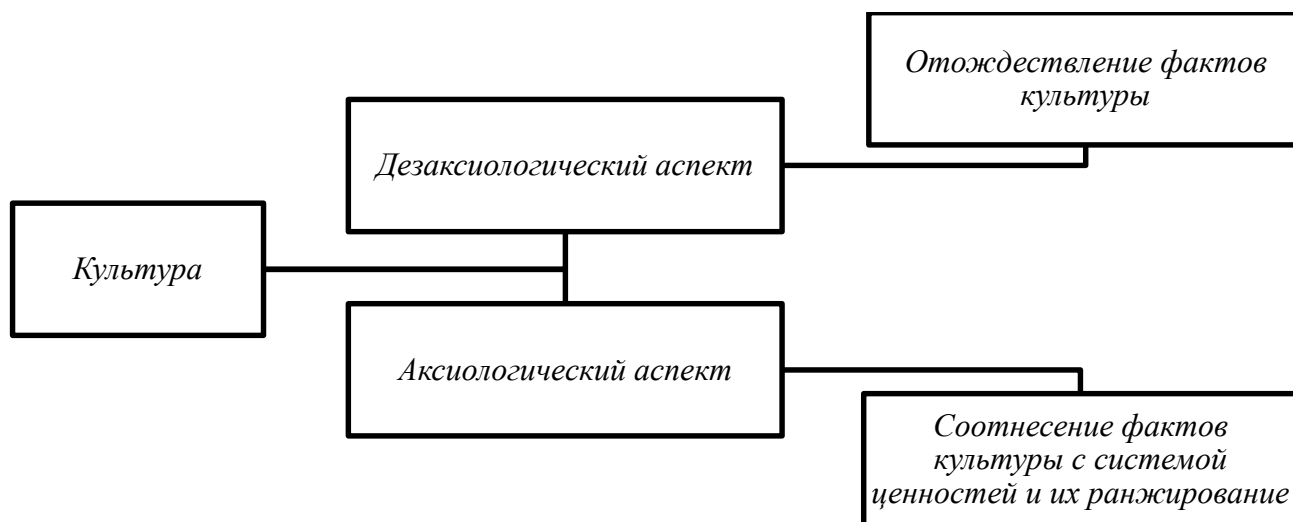 Отождествление фактов
культуры
Дезаксиологический аспект
Культура
Аксиологический аспект
Соотнесение фактов
культуры с системой
ценностей и их ранжирование